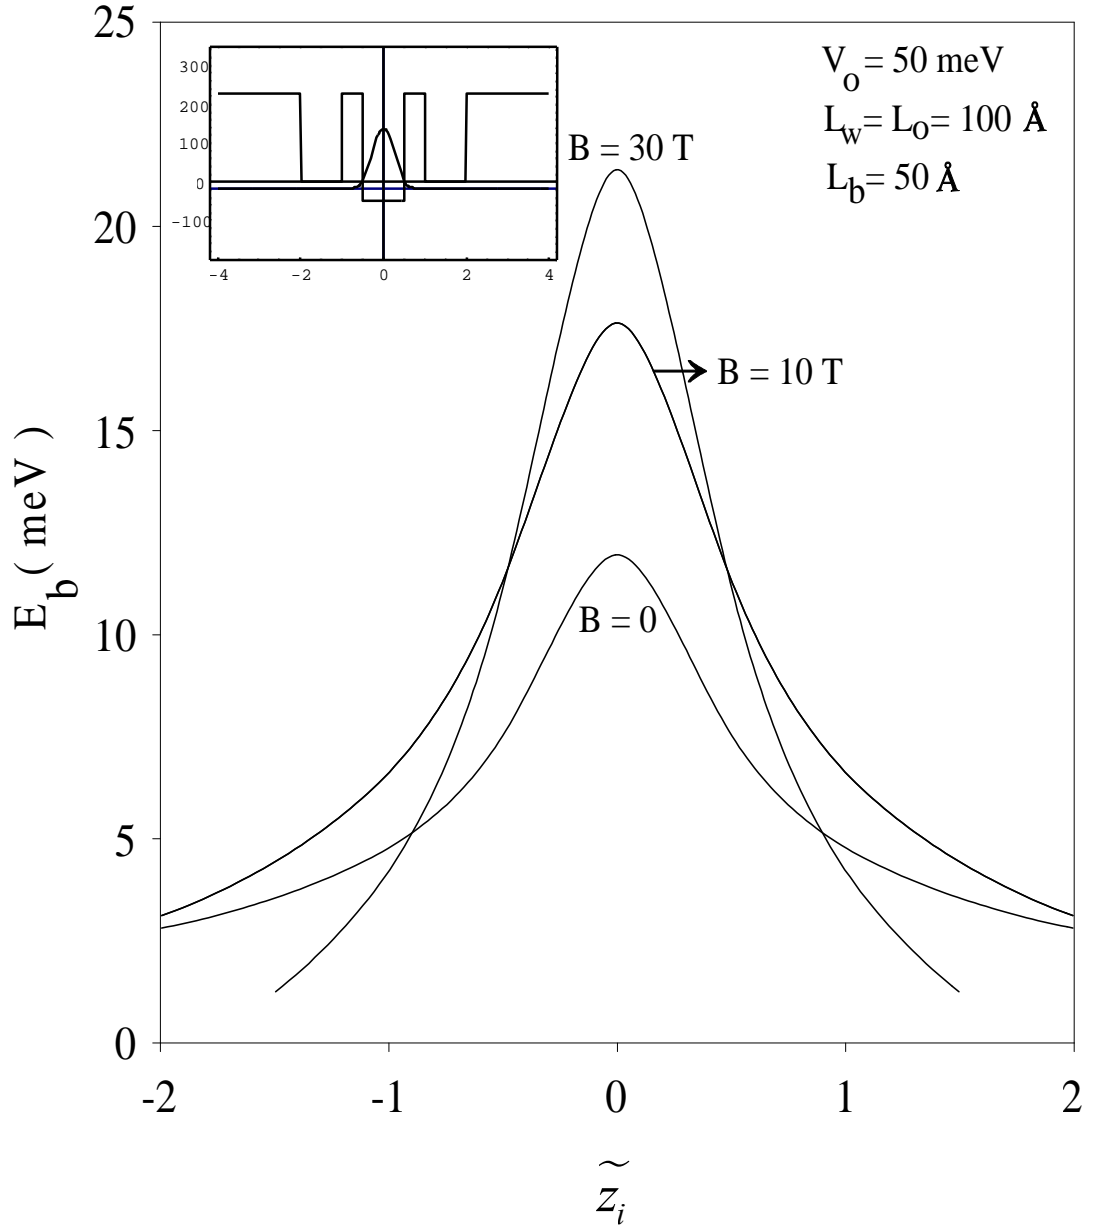 25
20
15
10
5
0
E_b ( meV )
300
200
100
0
-100
-4 -2 0 2 4
V_o = 50 meV
L_w = L_o = 100 Å
L_b = 50 Å
B = 30 T
B = 10 T
B = 0
-2 -1 0 1 2
z̃_i